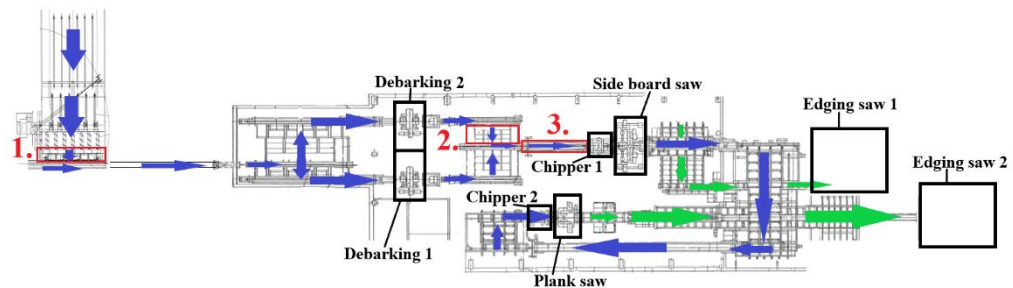 Debarking 2
Side board saw
Edging saw 1
1.
2.
3.
Chipper 1
Edging saw 2
Chipper 2
Debarking 1
Plank saw